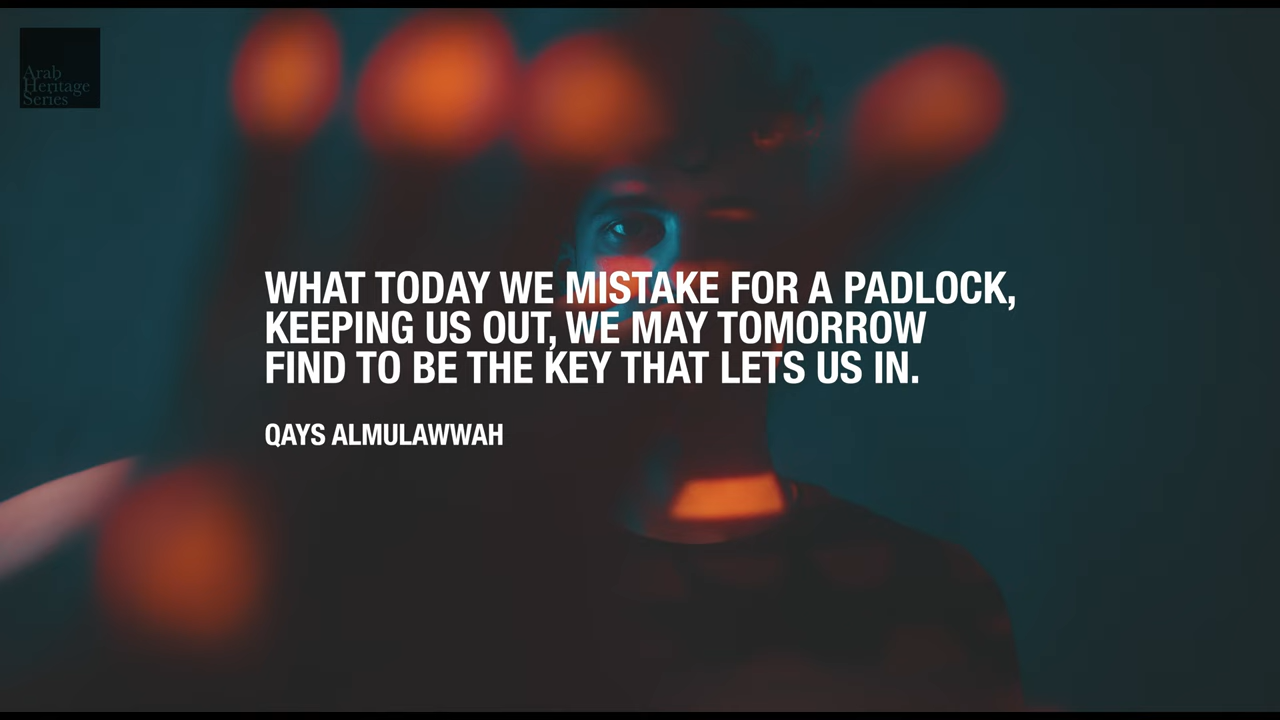 Arab
Heritage
Series
WHAT TODAY WE MISTAKE FOR A PADLOCK,
KEEPING US OUT, WE MAY TOMORROW
FIND TO BE THE KEY THAT LETS US IN.
QAYS ALMULAWWAH